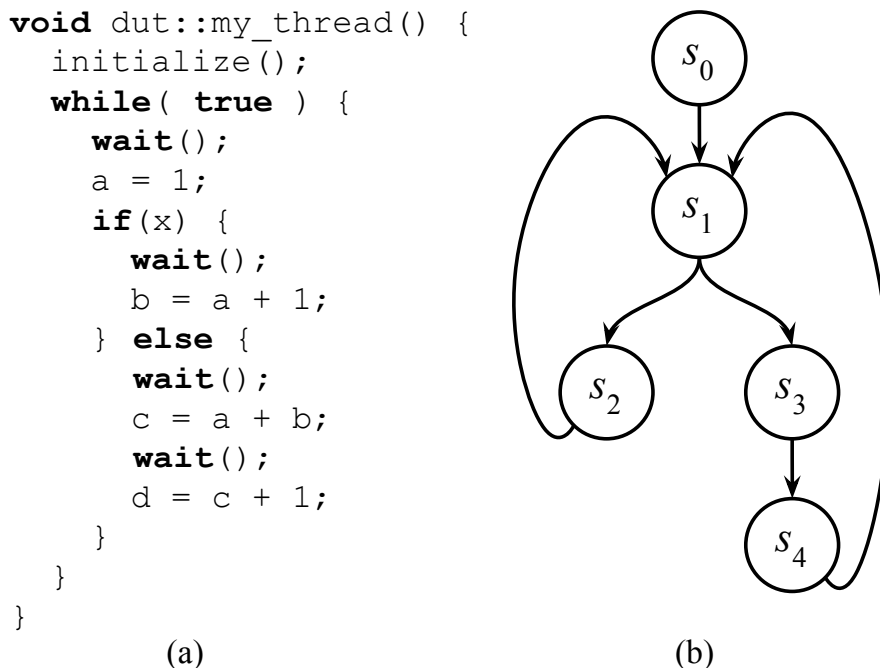 void dut::my_thread() {
initialize();
while( true ) {
wait();
a = 1;
if(x) {
wait();
b = a + 1;
} else {
wait();
c = a + b;
wait();
d = c + 1;
}
}
}
(a)
s0
s1
s2
s3
s4
(b)